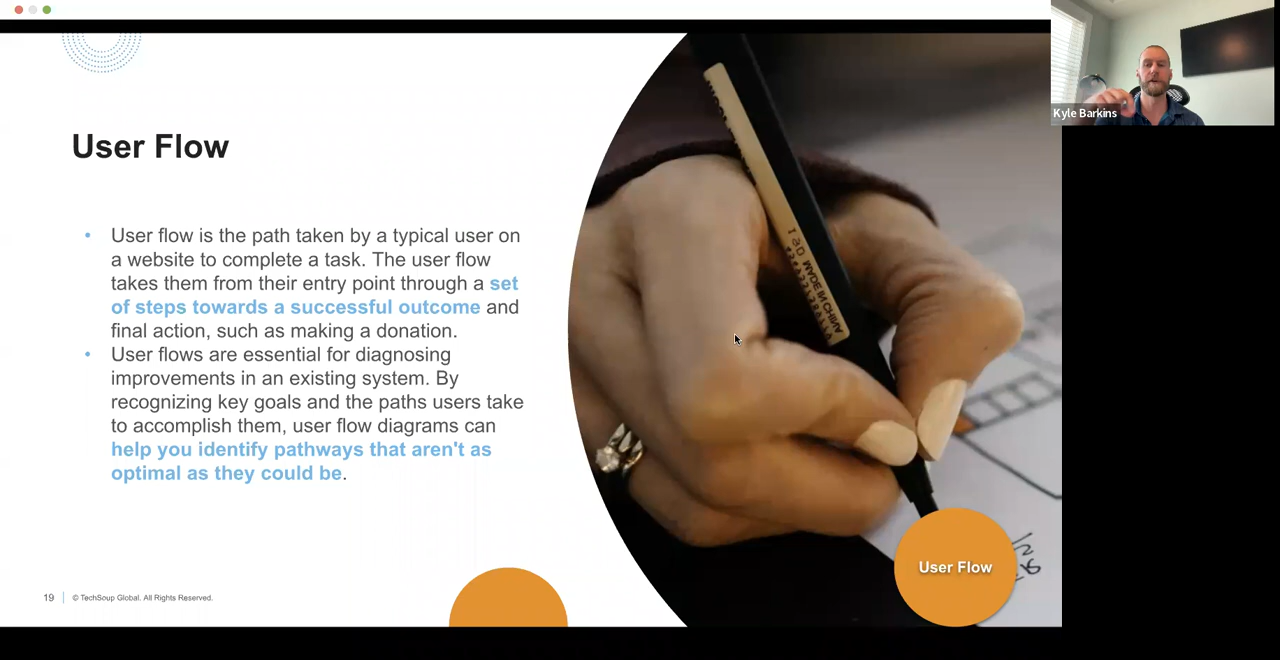 Kyle Barkins
User Flow
• User flow is the path taken by a typical user on
a website to complete a task. The user flow
takes them from their entry point through a set
of steps towards a successful outcome and
final action, such as making a donation.
• User flows are essential for diagnosing
improvements in an existing system. By
recognizing key goals and the paths users take
to accomplish them, user flow diagrams can
help you identify pathways that aren't as
optimal as they could be.
MADE IN CHINA
User Flow
19 | © TechSoup Global. All Rights Reserved.